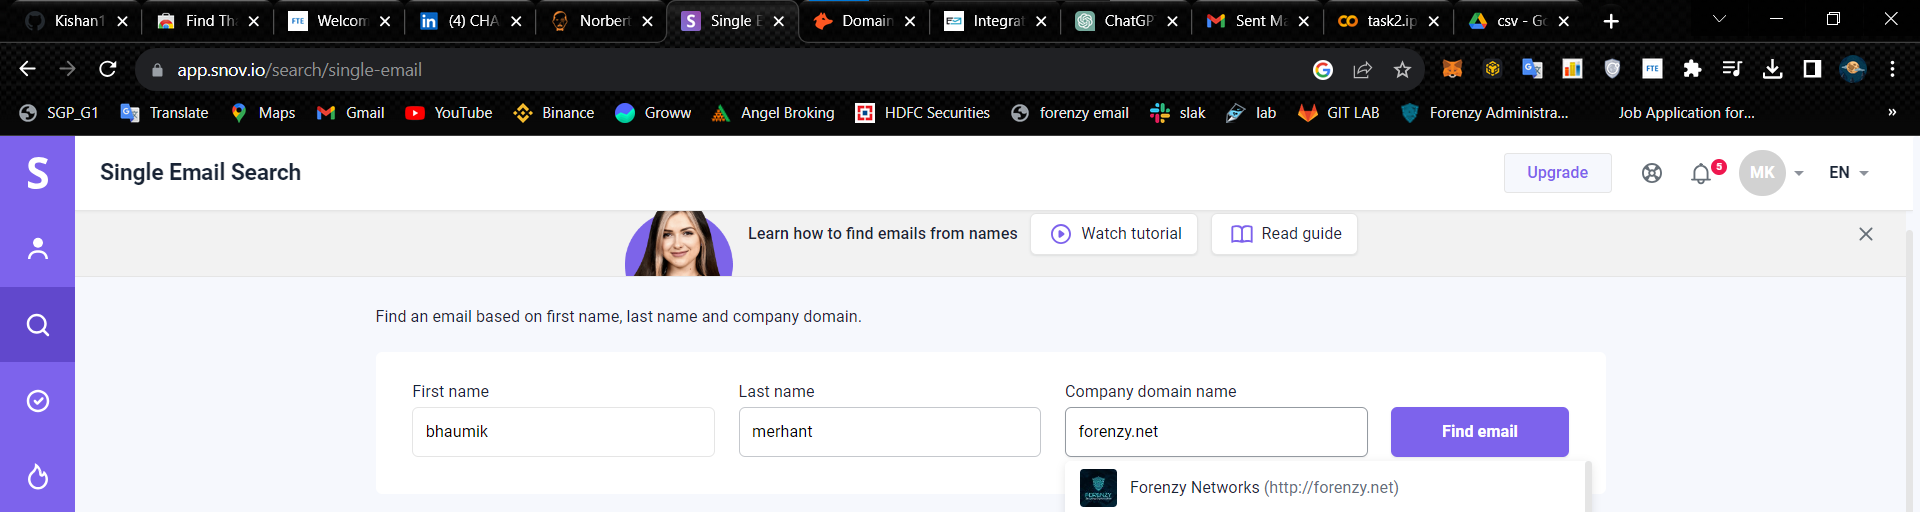 Kishan1 Find Tha Welcom (4) CHA Norbert Single E Domain Integrat ChatGP Sent Ma task2.ip csv - Go
app.snov.io/search/single-email
SGP_G1 Translate Maps Gmail YouTube Binance Groww Angel Broking HDFC Securities forenzy email slak lab GIT LAB Forenzy Administra... Job Application for... »
S Single Email Search Upgrade 5 MK EN
Learn how to find emails from names Watch tutorial Read guide
Find an email based on first name, last name and company domain.
First name Last name Company domain name
bhaumik merhant forenzy.net Find email
Forenzy Networks (http://forenzy.net)